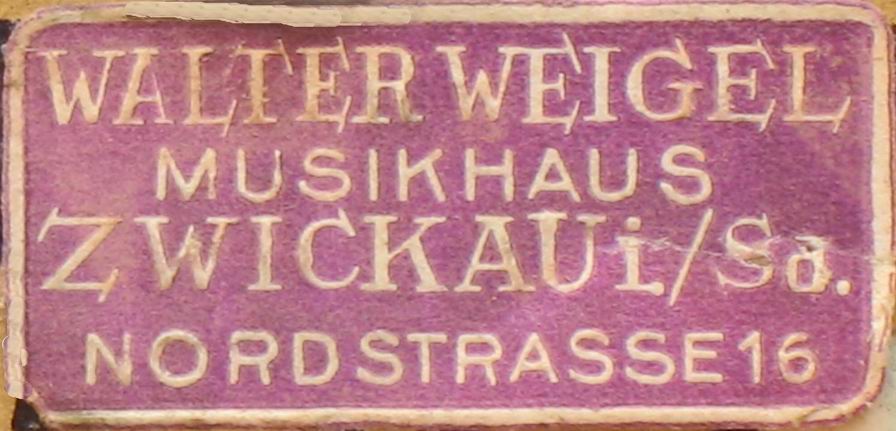 WALTER WEIGEL
MUSIKHAUS
ZWICKAU i./Sa.
NORDSTRASSE 16